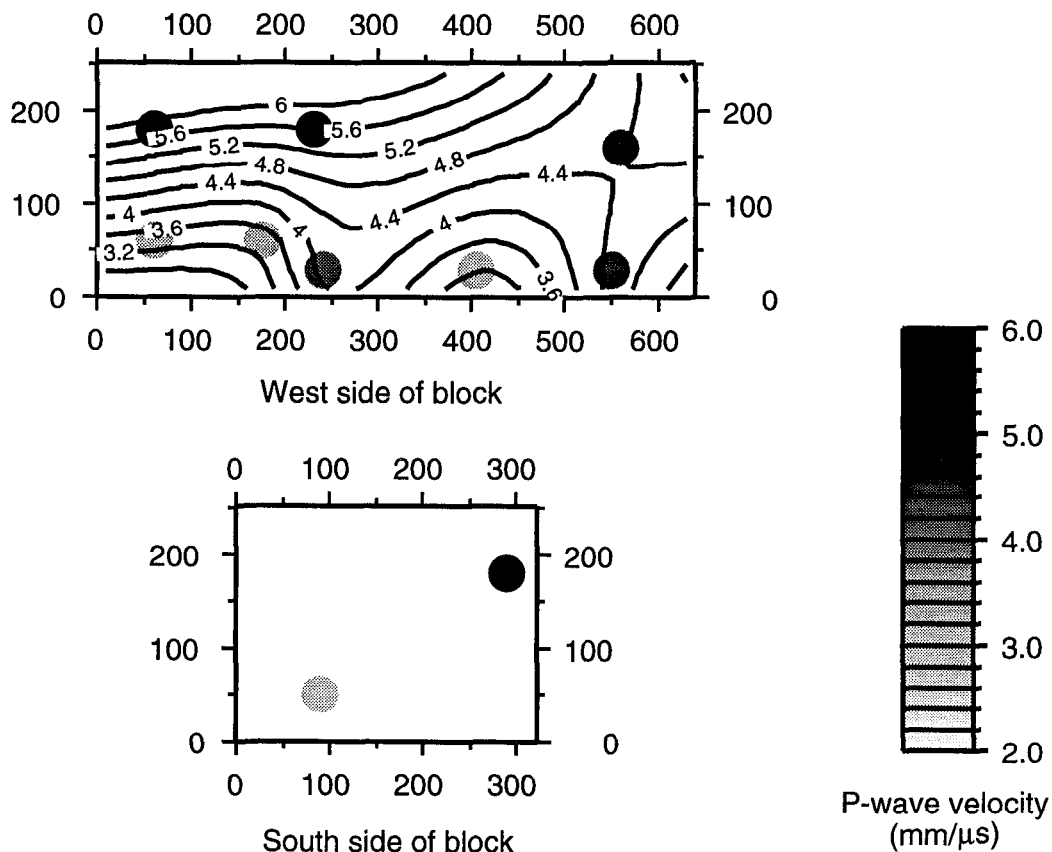 0 100 200 300 400 500 600
200 200
100 100
0 0
6
5.6 5.6
5.2 5.2
4.8 4.8
4.4 4.4 4.4
4 4 4
3.6 3.6
3.2
0 100 200 300 400 500 600
West side of block
0 100 200 300
200 200
100 100
0 0
0 100 200 300
South side of block
6.0
5.0
4.0
3.0
2.0
P-wave velocity
(mm/μs)